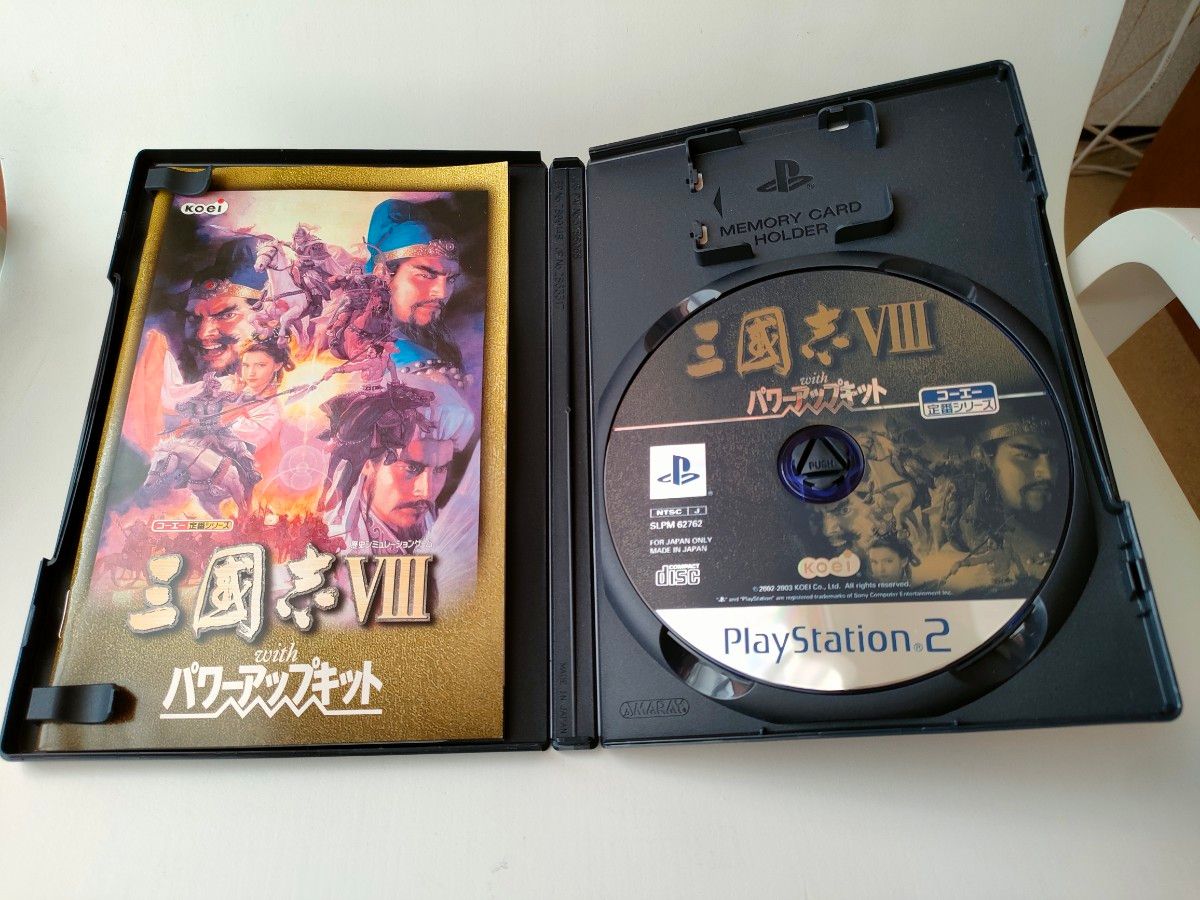 KOEI
コーエー定番シリーズ
歴史シミュレーションゲーム
三國志VIII
with
パワーアップキット
MADE IN JAPAN
MEMORY CARD
HOLDER
三國志VIII
with
パワーアップキット
コーエー
定番シリーズ
PUSH
NTSC J
SLPM 62762
FOR JAPAN ONLY
MADE IN JAPAN
COMPACT
disc
KOEI
©2002-2003 KOEI Co., Ltd. All rights reserved.
" " and "PlayStation" are registered trademarks of Sony Computer Entertainment Inc.
PlayStation®2
AMARAY